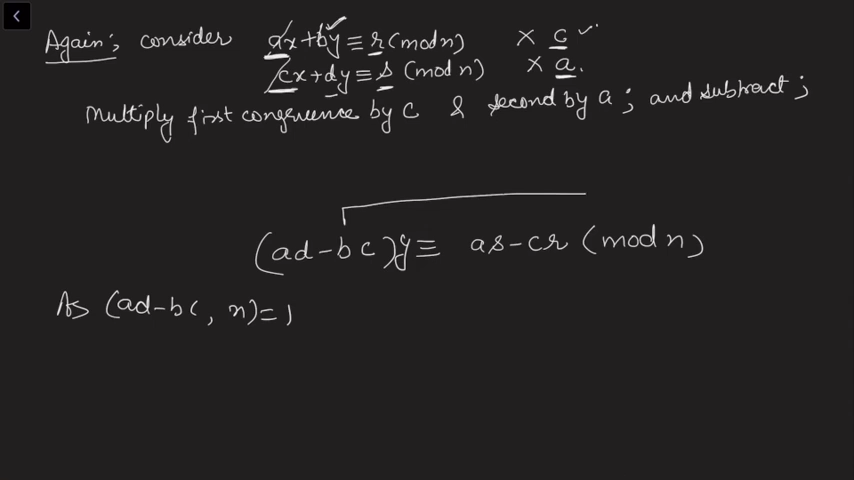 Again; consider ax+by ≡ r (mod n) × c
cx+dy ≡ s (mod n) × a.
Multiply first congruence by c & second by a; and subtract;
(ad-bc)y ≡ as-cr (mod n)
As (ad-bc, n)=1